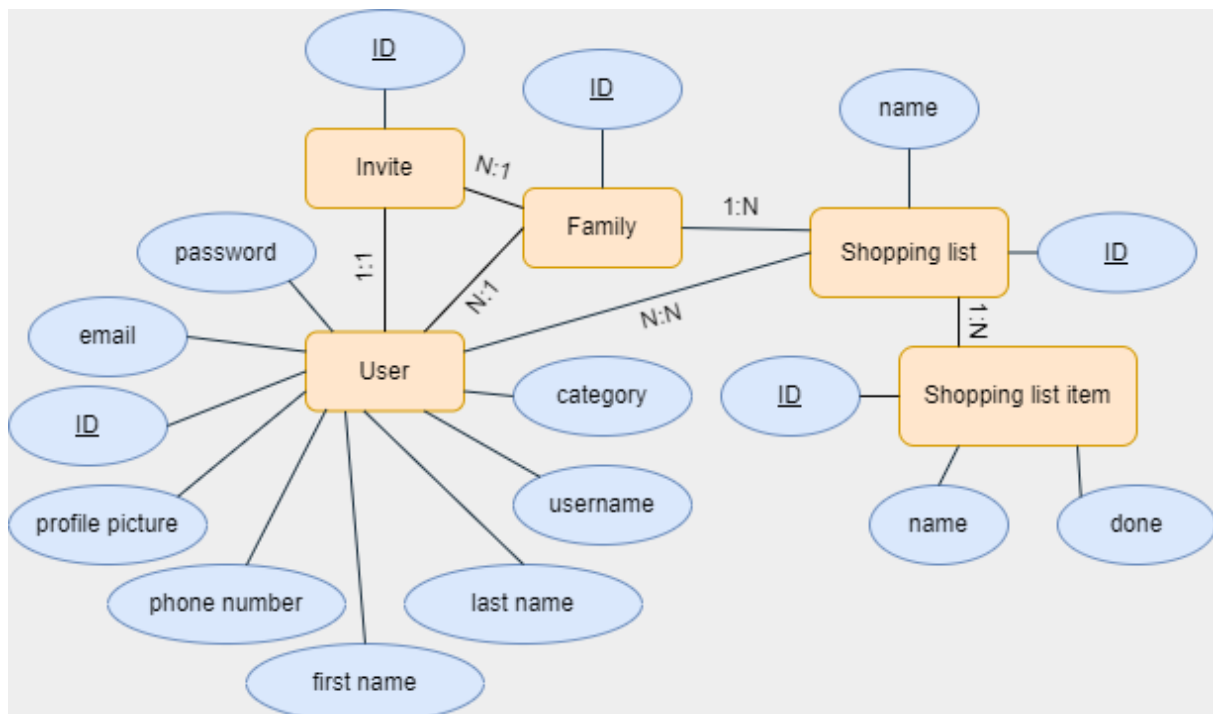 ID
ID
name
Invite
N:1
Family
1:N
Shopping list
ID
password
1:1
N:1
N:N
1:N
email
User
category
ID
Shopping list item
ID
profile picture
username
name
done
phone number
last name
first name